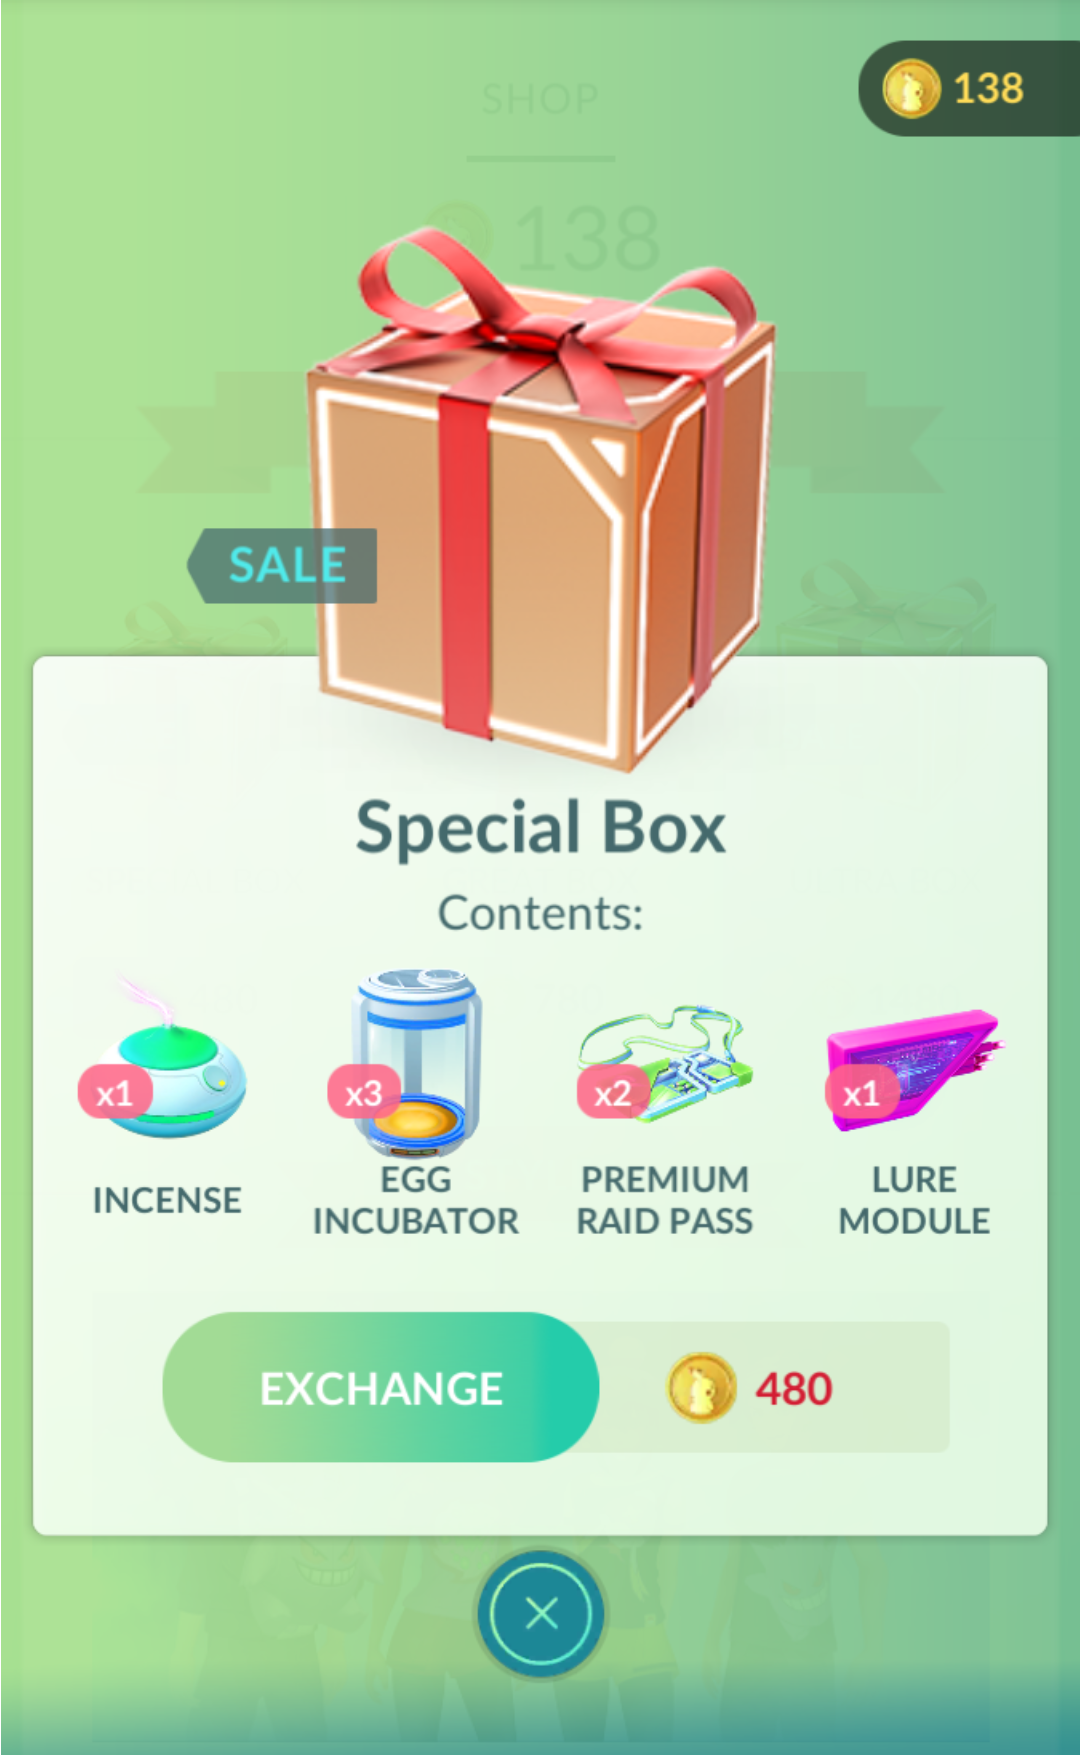 138
SHOP
138
SALE
Special Box
Contents:
x1
x3
x2
x1
INCENSE
EGG
INCUBATOR
PREMIUM
RAID PASS
LURE
MODULE
EXCHANGE
480